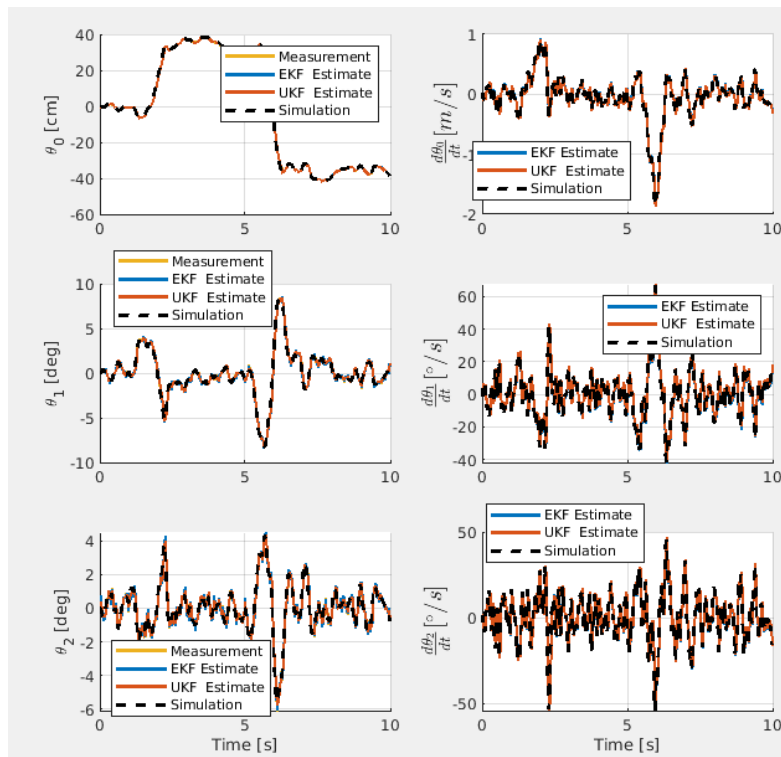 40
20
0
-20
-40
-60
θ0 [cm]
Measurement
EKF Estimate
UKF Estimate
Simulation
0
5
10
1
0
-1
-2
dθ0/dt [m/s]
EKF Estimate
UKF Estimate
Simulation
0
5
10
10
5
0
-5
-10
θ1 [deg]
Measurement
EKF Estimate
UKF Estimate
Simulation
0
5
10
60
40
20
0
-20
-40
dθ1/dt [°/s]
EKF Estimate
UKF Estimate
Simulation
0
5
10
4
2
0
-2
-4
-6
θ2 [deg]
Measurement
EKF Estimate
UKF Estimate
Simulation
0
5
10
Time [s]
50
0
-50
dθ2/dt [°/s]
EKF Estimate
UKF Estimate
Simulation
0
5
10
Time [s]